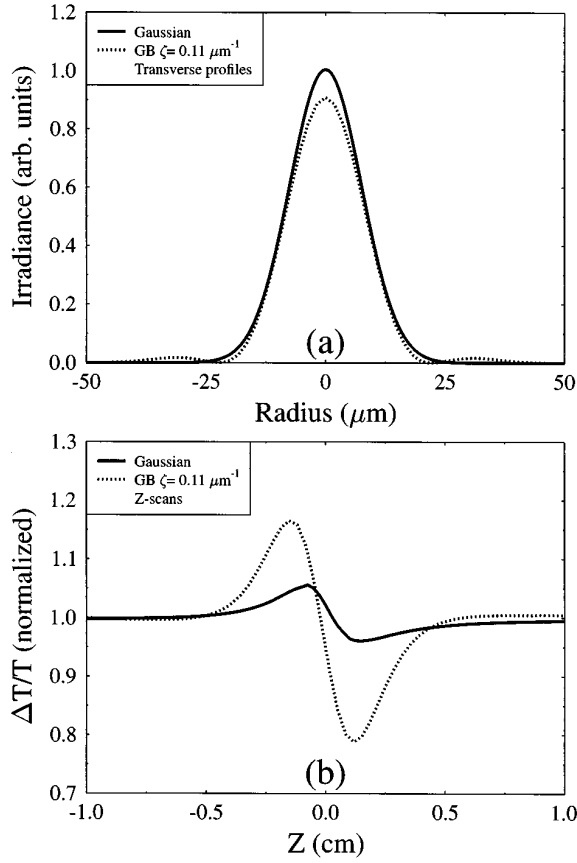 1.2
Gaussian
GB ζ= 0.11 μm⁻¹
Transverse profiles
1.0
0.8
0.6
0.4
0.2
0.0
Irradiance (arb. units)
(a)
-50 -25 0 25 50
Radius (μm)
1.3
Gaussian
GB ζ= 0.11 μm⁻¹
Z-scans
1.2
1.1
1.0
0.9
0.8
0.7
ΔT/T (normalized)
(b)
-1.0 -0.5 0.0 0.5 1.0
Z (cm)